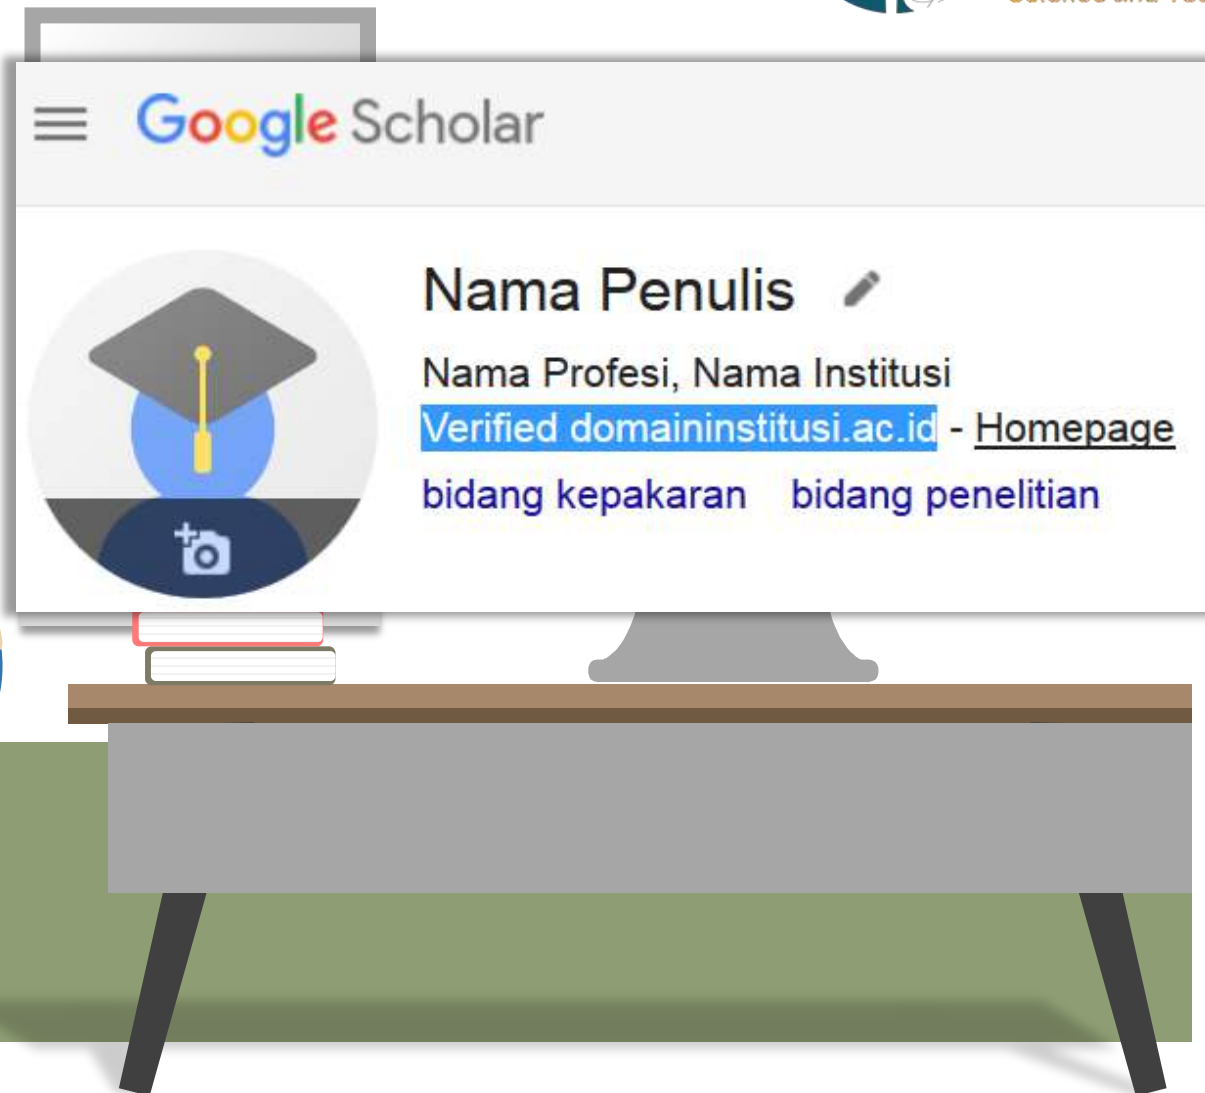 Google Scholar
Nama Penulis
Nama Profesi, Nama Institusi
Verified domaininstitusi.ac.id - Homepage
bidang kepakaran bidang penelitian